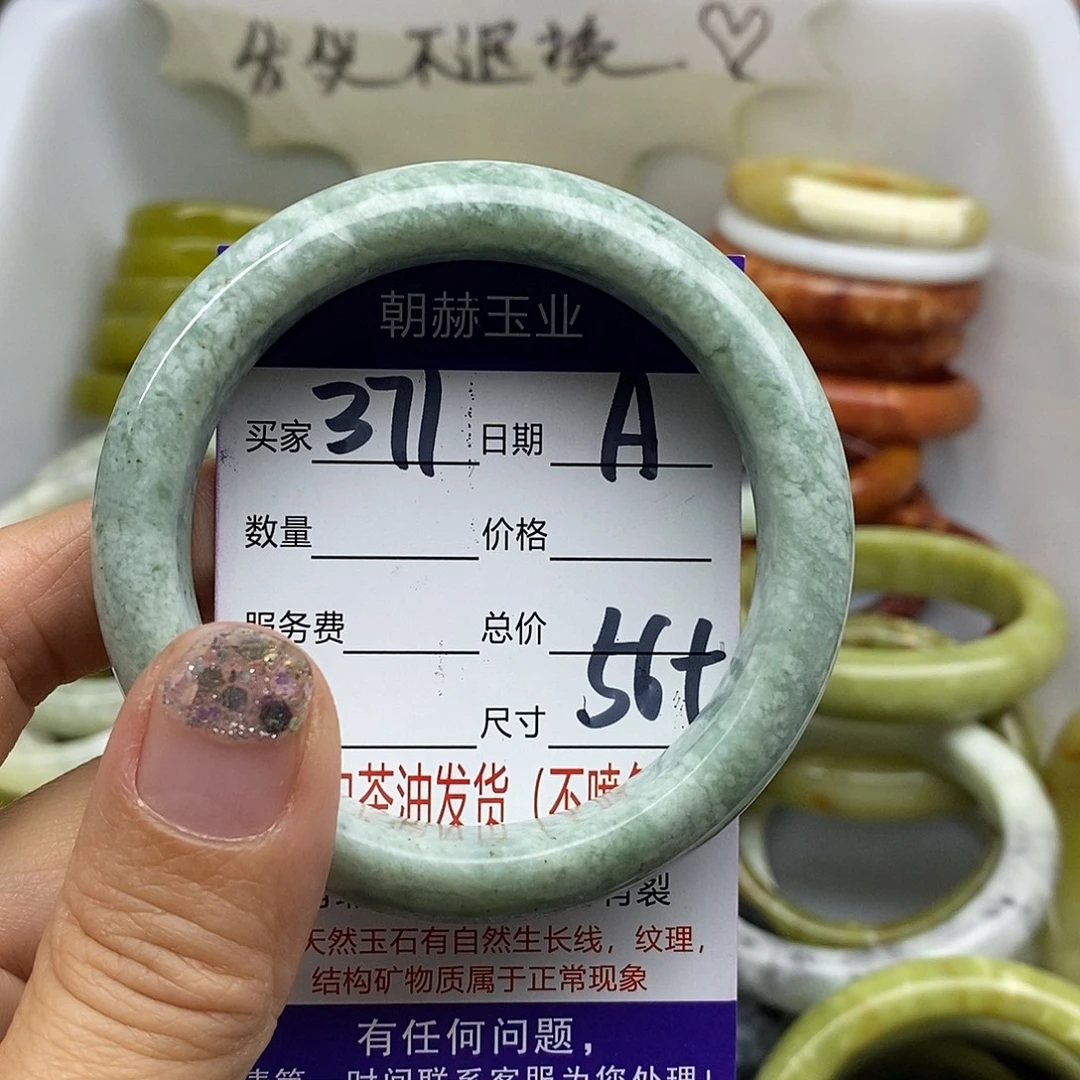 不退换
朝赫玉业
买家 371 日期 A
数量 价格
服务费 总价
尺寸 56+
茶油发货（不喷
裂
天然玉石有自然生长线，纹理，
结构矿物质属于正常现象
有任何问题，
时间联系客服为您处理！